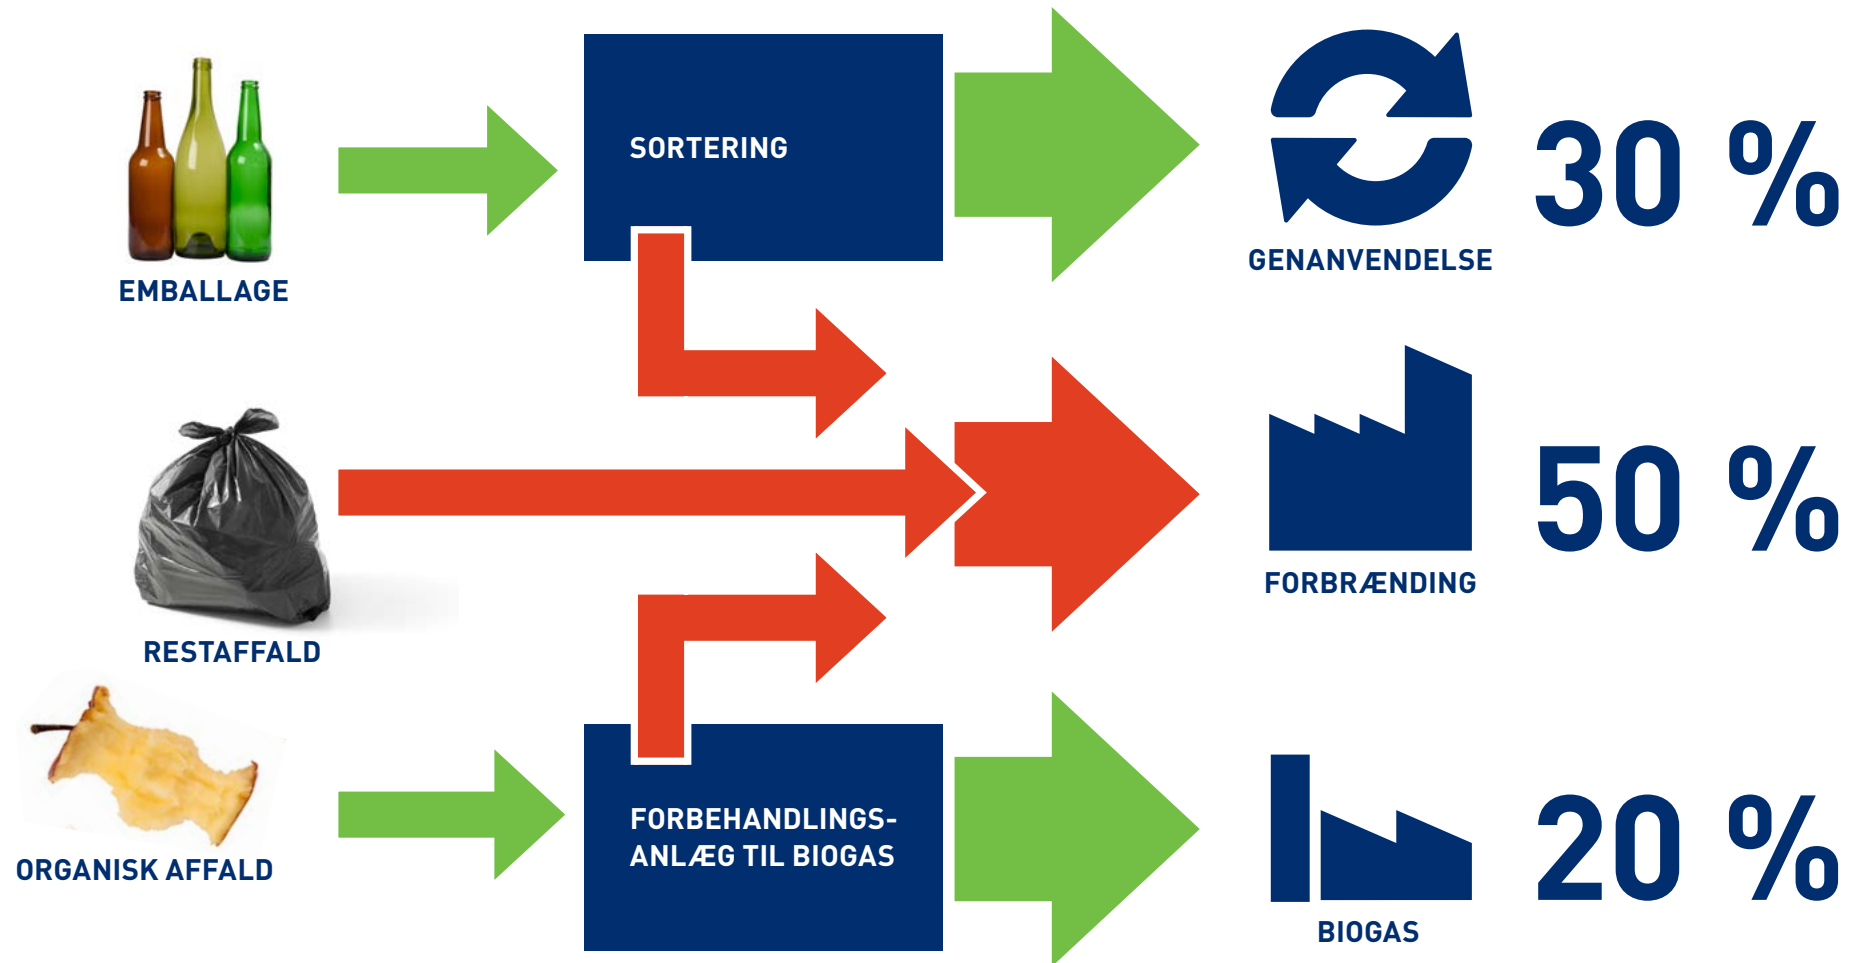 EMBALLAGE
SORTERING
GENANVENDELSE
30 %
RESTAFFALD
FORBRÆNDING
50 %
ORGANISK AFFALD
FORBEHANDLINGS-
ANLÆG TIL BIOGAS
BIOGAS
20 %